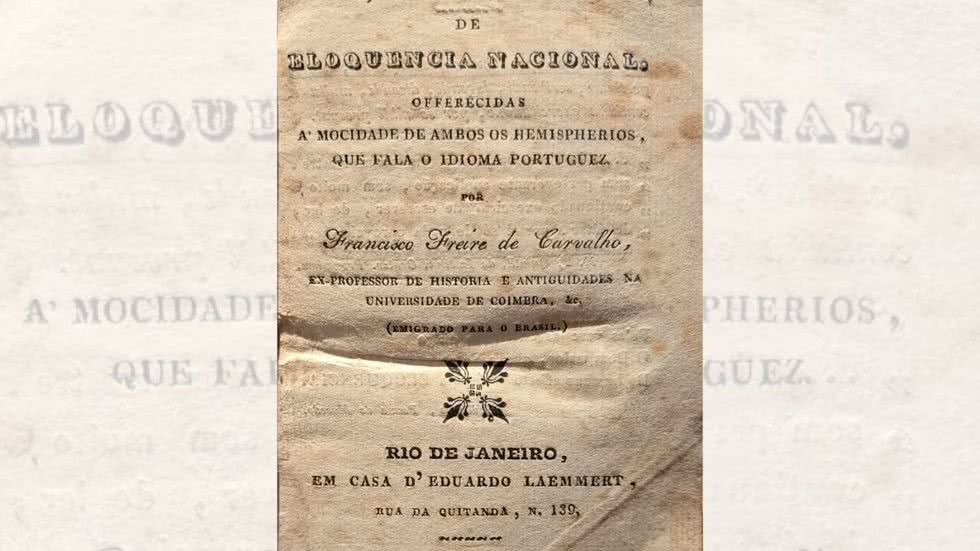 DE
ELOQUENCIA NACIONAL,
OFFERECIDAS
A' MOCIDADE DE AMBOS OS HEMISPHERIOS,
QUE FALA O IDIOMA PORTUGUEZ.
POR
Francisco Freire de Carvalho,
EX-PROFESSOR DE HISTORIA E ANTIGUIDADES NA
UNIVERSIDADE DE COIMBRA, &c.
(EMIGRADO PARA O BRASIL.)
RIO DE JANEIRO,
EM CASA D'EDUARDO LAEMMERT,
RUA DA QUITANDA, N. 139,